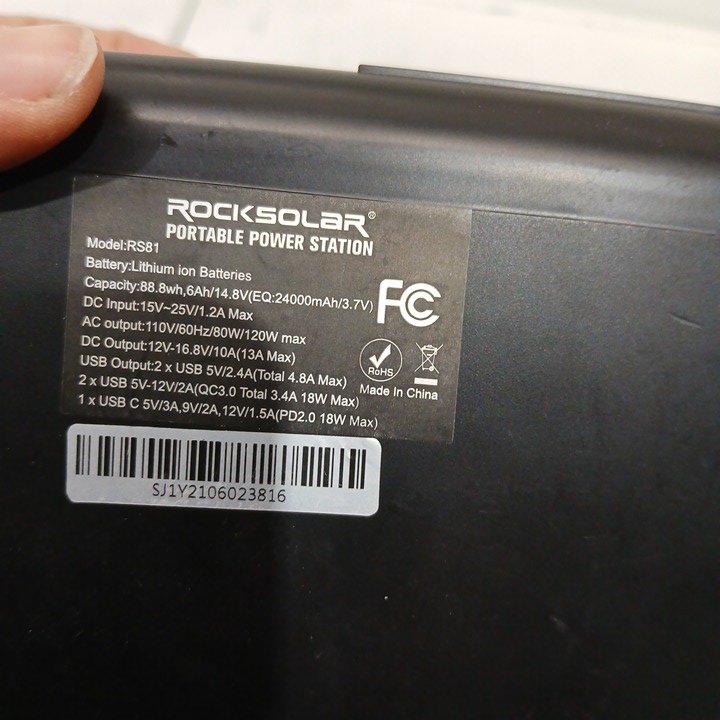 ROCKSOLAR®
PORTABLE POWER STATION
Model:RS81
Battery:Lithium ion Batteries
Capacity:88.8wh,6Ah/14.8V(EQ:24000mAh/3.7V)
DC Input:15V~25V/1.2A Max
AC output:110V/60Hz/80W/120W max
DC Output:12V-16.8V/10A(13A Max)
USB Output:2 x USB 5V/2.4A(Total 4.8A Max)
2 x USB 5V-12V/2A(QC3.0 Total 3.4A 18W Max)
1 x USB C 5V/3A,9V/2A,12V/1.5A(PD2.0 18W Max)
FC
RoHS
Made In China
SJ1Y2106023816